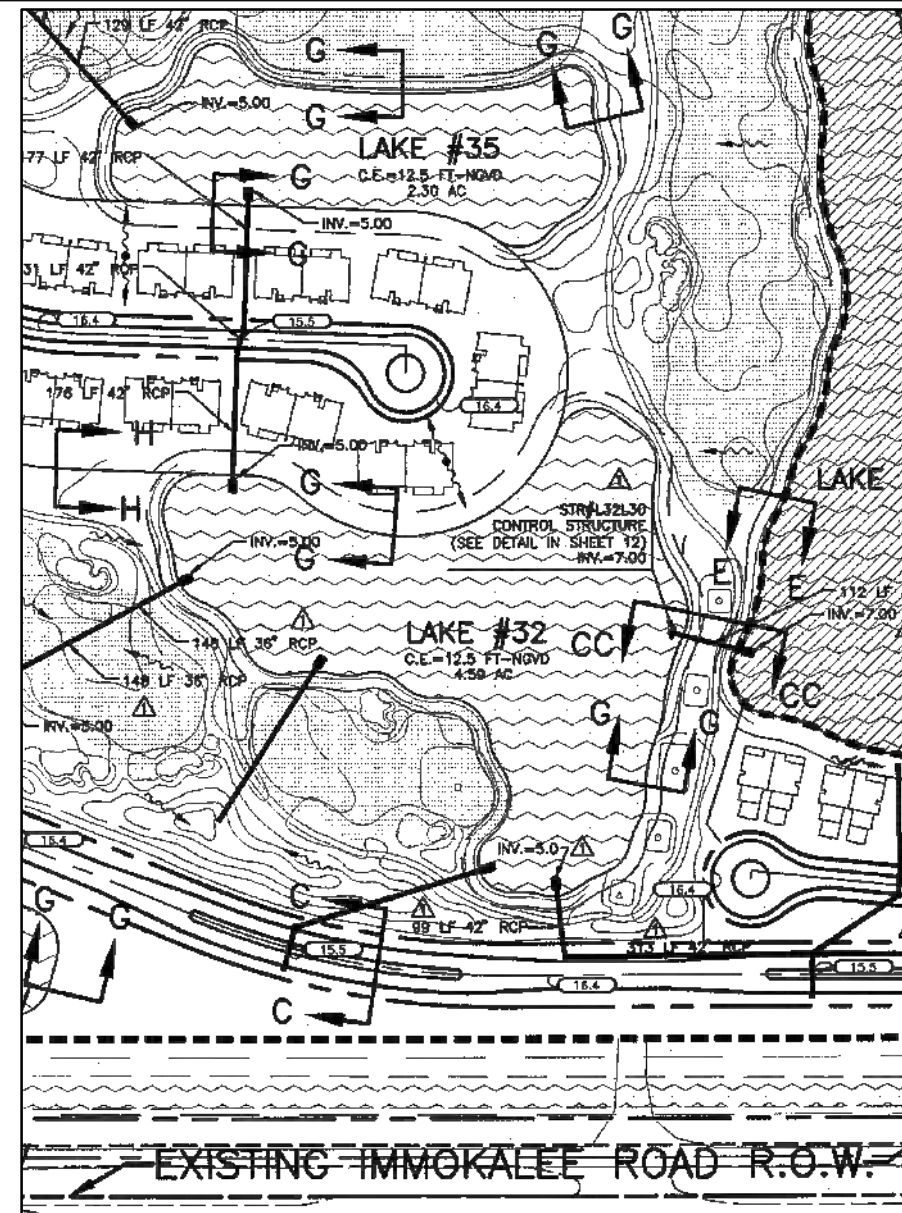 129 LF 42" RCP
G
G
G
INV.=5.00
G
LAKE #35
C.E.=12.5 FT-NGVD
2.30 AC
77 LF 42" RCP
G
INV.=5.00
G
31 LF 42" RCP
16.4
15.5
176 LF 42" RCP
16.4
H
INV.=5.00
G
H
LAKE
STR#L32L30
CONTROL STRUCTURE
(SEE DETAIL IN SHEET 12)
INV.=7.00
INV.=5.00
G
E
E
112 LF
INV.=7.00
LAKE #32
C.E.=12.5 FT-NGVD
4.59 AC
CC
148 LF 36" RCP
148 LF 36" RCP
CC
INV.=5.00
G
G
15.4
INV.=5.0
16.4
C
G
G
99 LF 42" RCP
313 LF 42" RCP
15.5
15.5
16.4
C
EXISTING IMMOKALEE ROAD R.O.W.